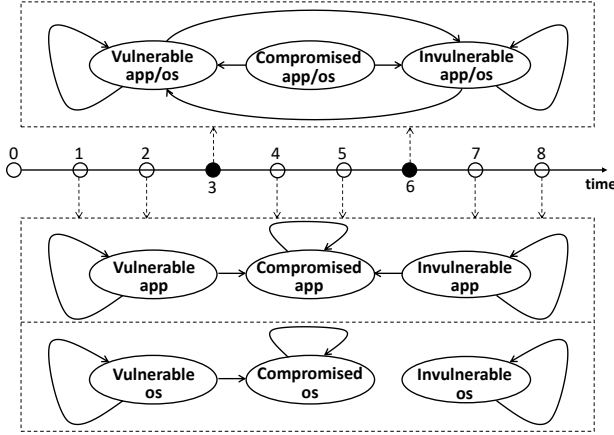 Vulnerable app/os
Compromised app/os
Invulnerable app/os
0 1 2 3 4 5 6 7 8
time
Vulnerable app
Compromised app
Invulnerable app
Vulnerable os
Compromised os
Invulnerable os